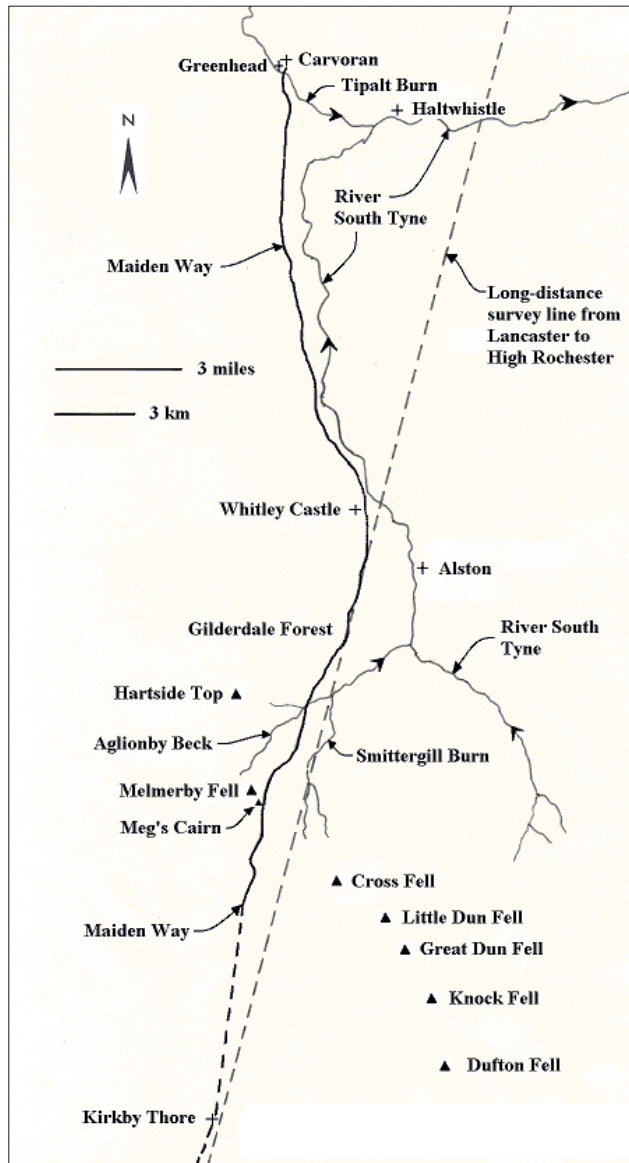 Carvoran
Greenhead
Tipalt Burn
Haltwhistle
N
River
South Tyne
Maiden Way
Long-distance
survey line from
Lancaster to
High Rochester
3 miles
3 km
Whitley Castle
Alston
Gilderdale Forest
River South
Tyne
Hartside Top
Aglionby Beck
Smittergill Burn
Melmerby Fell
Meg's Cairn
Cross Fell
Little Dun Fell
Maiden Way
Great Dun Fell
Knock Fell
Dufton Fell
Kirkby Thore